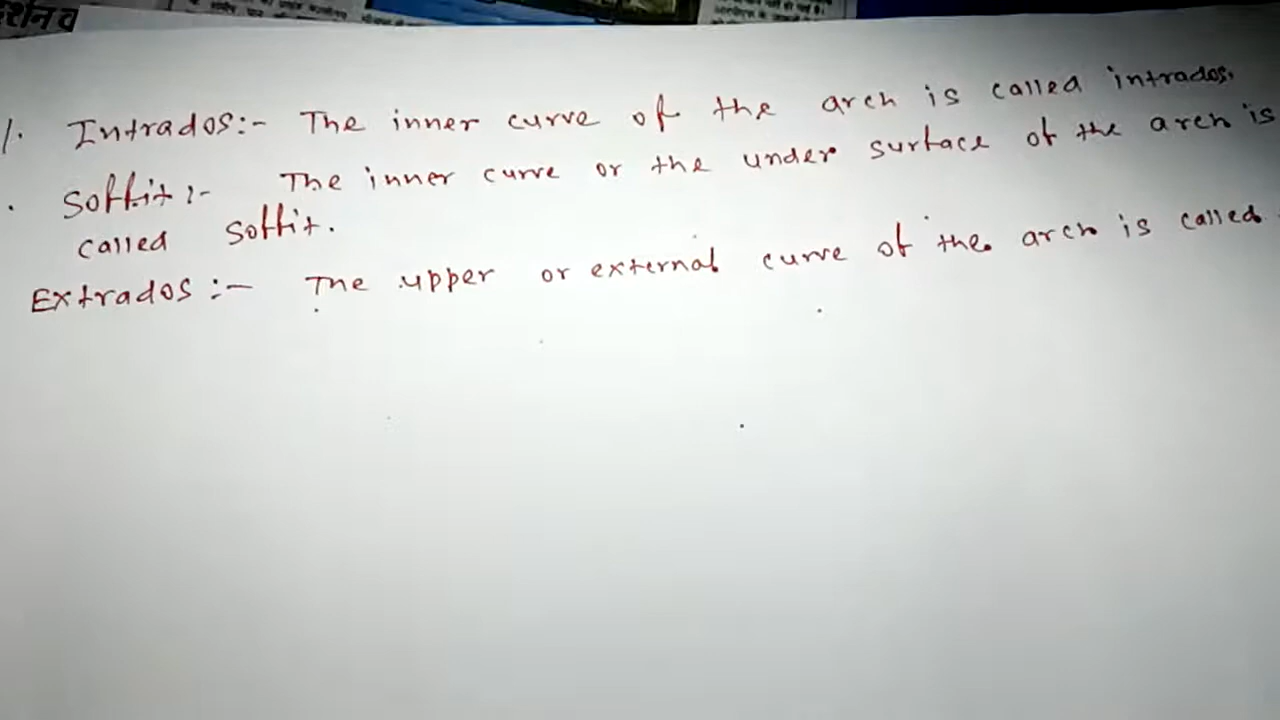 र्शन व
1. Intrados:- The inner curve of the arch is called intrados.
. Soffit :- The inner curve or the under surface of the arch is
called soffit.
Extrados :- The upper or external curve of the arch is called